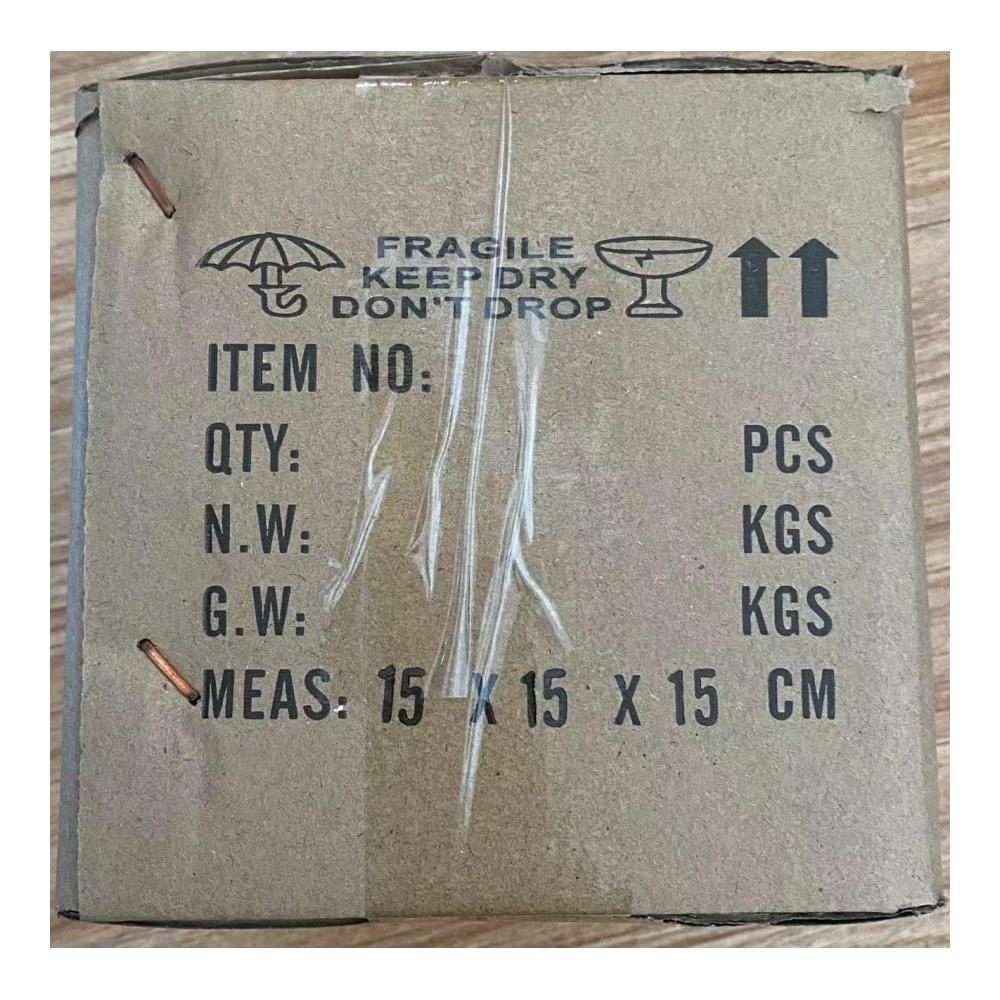 FRAGILE
KEEP DRY
DON'T DROP
ITEM NO:
QTY: PCS
N.W: KGS
G.W: KGS
MEAS: 15 X 15 X 15 CM